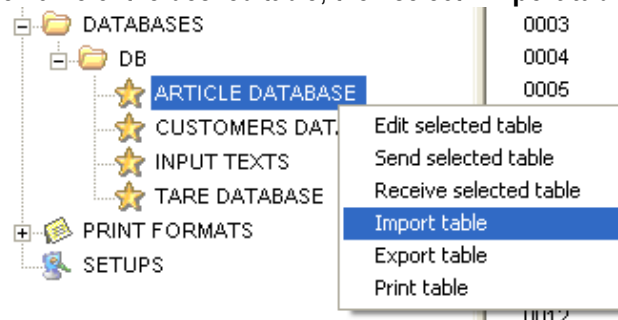 DATABASES
DB
ARTICLE DATABASE
CUSTOMERS DAT
INPUT TEXTS
TARE DATABASE
PRINT FORMATS
SETUPS
0003
0004
0005
Edit selected table
Send selected table
Receive selected table
Import table
Export table
Print table
0012